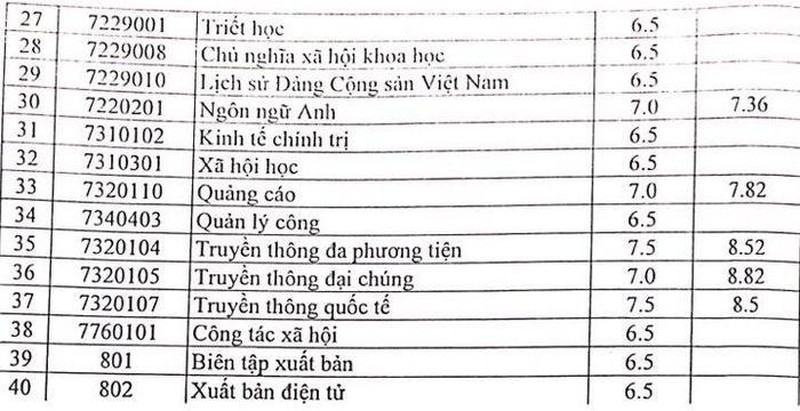 27 7229001 Triết học 6.5
28 7229008 Chủ nghĩa xã hội khoa học 6.5
29 7229010 Lịch sử Đảng Cộng sản Việt Nam 6.5
30 7220201 Ngôn ngữ Anh 7.0 7.36
31 7310102 Kinh tế chính trị 6.5
32 7310301 Xã hội học 6.5
33 7320110 Quảng cáo 7.0 7.82
34 7340403 Quản lý công 6.5
35 7320104 Truyền thông đa phương tiện 7.5 8.52
36 7320105 Truyền thông đại chúng 7.0 8.82
37 7320107 Truyền thông quốc tế 7.5 8.5
38 7760101 Công tác xã hội 6.5
39 801 Biên tập xuất bản 6.5
40 802 Xuất bản điện tử 6.5